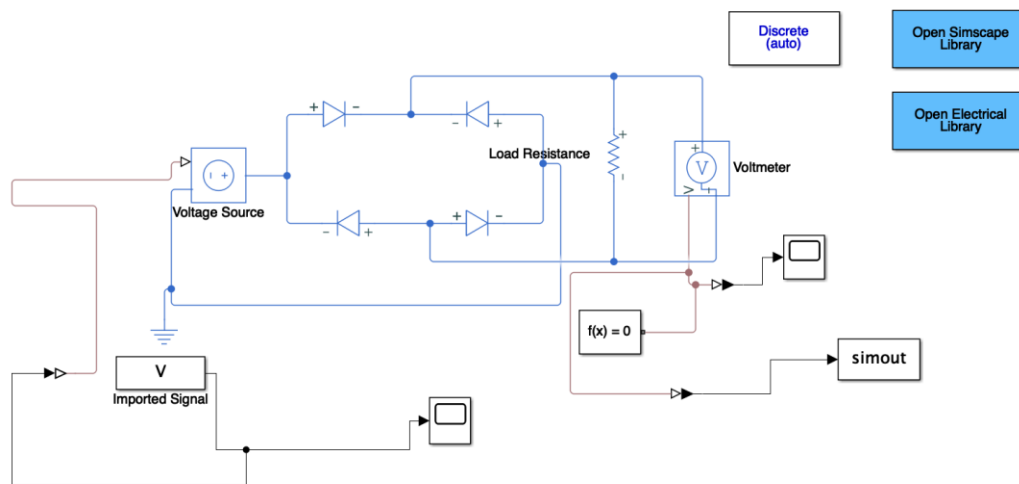 Discrete
(auto)
Open Simscape
Library
Open Electrical
Library
+ - - +
Load Resistance
+
-
+
V
-
V
Voltmeter
- +
Voltage Source
- + + -
f(x) = 0
simout
V
Imported Signal